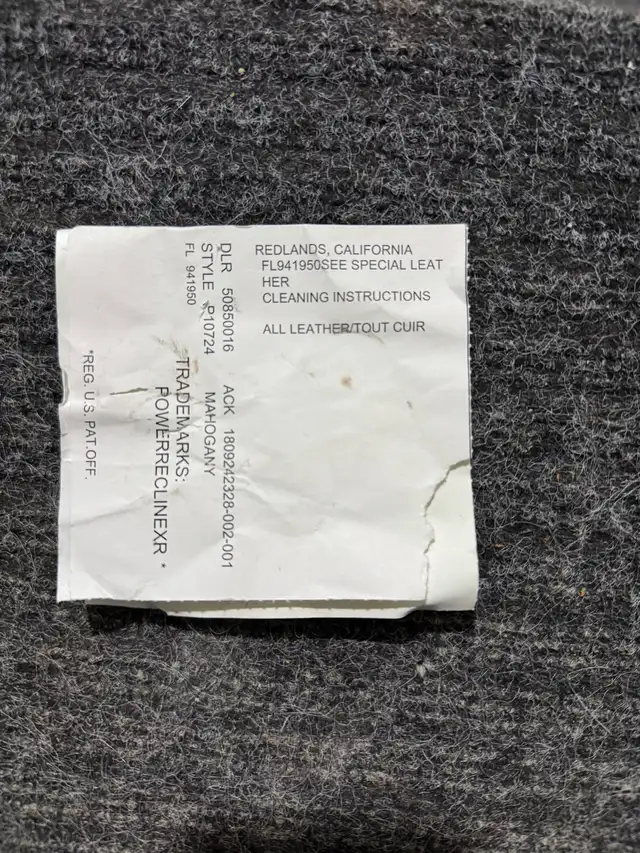 REDLANDS, CALIFORNIA
FL941950SEE SPECIAL LEAT
HER
CLEANING INSTRUCTIONS
ALL LEATHER/TOUT CUIR
DLR 50850016 ACK 1809242328-002-001
STYLE P10724 MAHOGANY
FL 941950
*TRADEMARKS:
POWERRECLINEXR *
*REG. U.S. PAT.OFF.